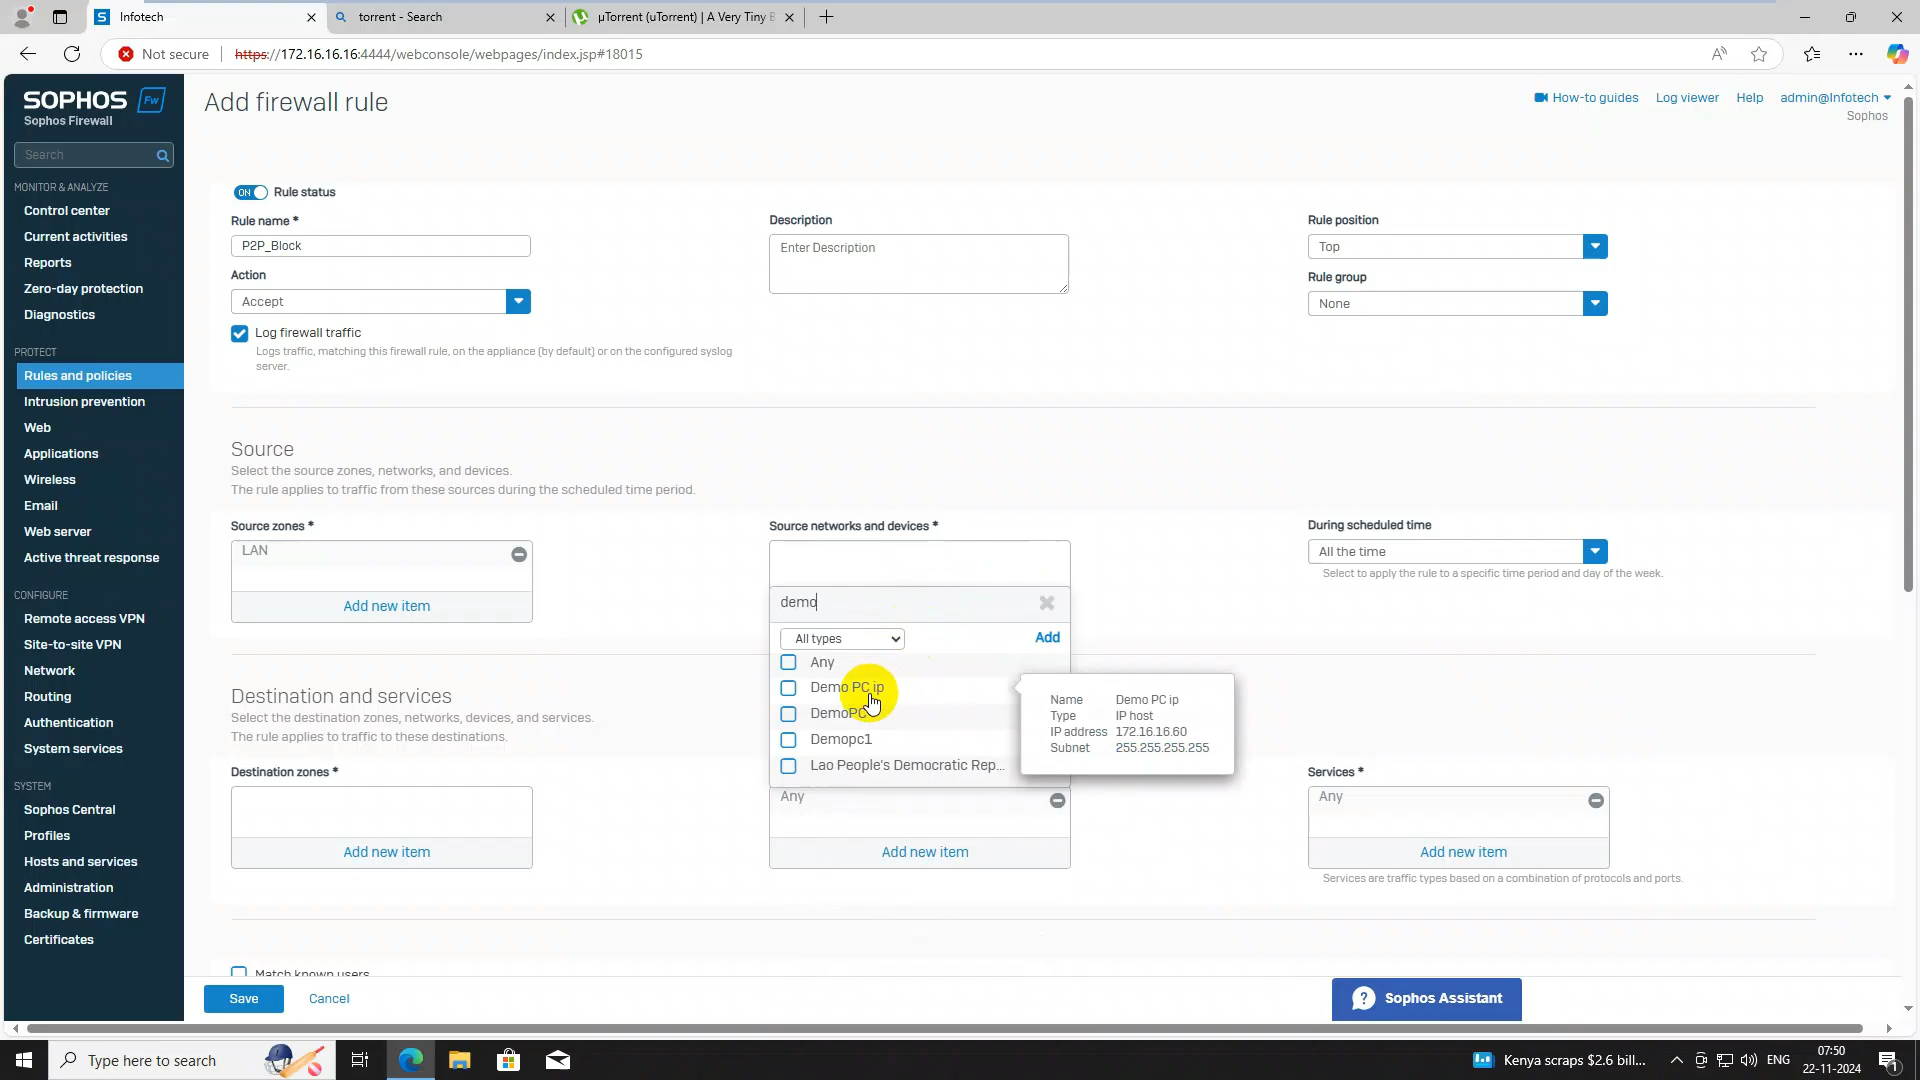 Infotech
torrent - Search
µTorrent (uTorrent) | A Very Tiny B
Not secure
https://172.16.16.16:4444/webconsole/webpages/index.jsp#18015
SOPHOS Fw
Sophos Firewall
Add firewall rule
How-to guides
Log viewer
Help
admin@Infotech
Sophos
Search
MONITOR & ANALYZE
Control center
Current activities
Reports
Zero-day protection
Diagnostics
PROTECT
Rules and policies
Intrusion prevention
Web
Applications
Wireless
Email
Web server
Active threat response
CONFIGURE
Remote access VPN
Site-to-site VPN
Network
Routing
Authentication
System services
SYSTEM
Sophos Central
Profiles
Hosts and services
Administration
Backup & firmware
Certificates
ON Rule status
Rule name *
P2P_Block
Action
Accept
Log firewall traffic
Logs traffic, matching this firewall rule, on the appliance (by default) or on the configured syslog
server.
Description
Enter Description
Rule position
Top
Rule group
None
Source
Select the source zones, networks, and devices.
The rule applies to traffic from these sources during the scheduled time period.
Source zones *
LAN
Add new item
Source networks and devices *
demo
All types
Add
Any
Demo PC ip
DemoPC
Demopc1
Lao People's Democratic Rep...
Name Demo PC ip
Type IP host
IP address 172.16.16.60
Subnet 255.255.255.255
During scheduled time
All the time
Select to apply the rule to a specific time period and day of the week.
Destination and services
Select the destination zones, networks, devices, and services.
The rule applies to traffic to these destinations.
Destination zones *
Add new item
Any
Add new item
Services *
Any
Add new item
Services are traffic types based on a combination of protocols and ports.
Match known users
Save
Cancel
? Sophos Assistant
Type here to search
Kenya scraps $2.6 bill...
ENG
07:50
22-11-2024
1